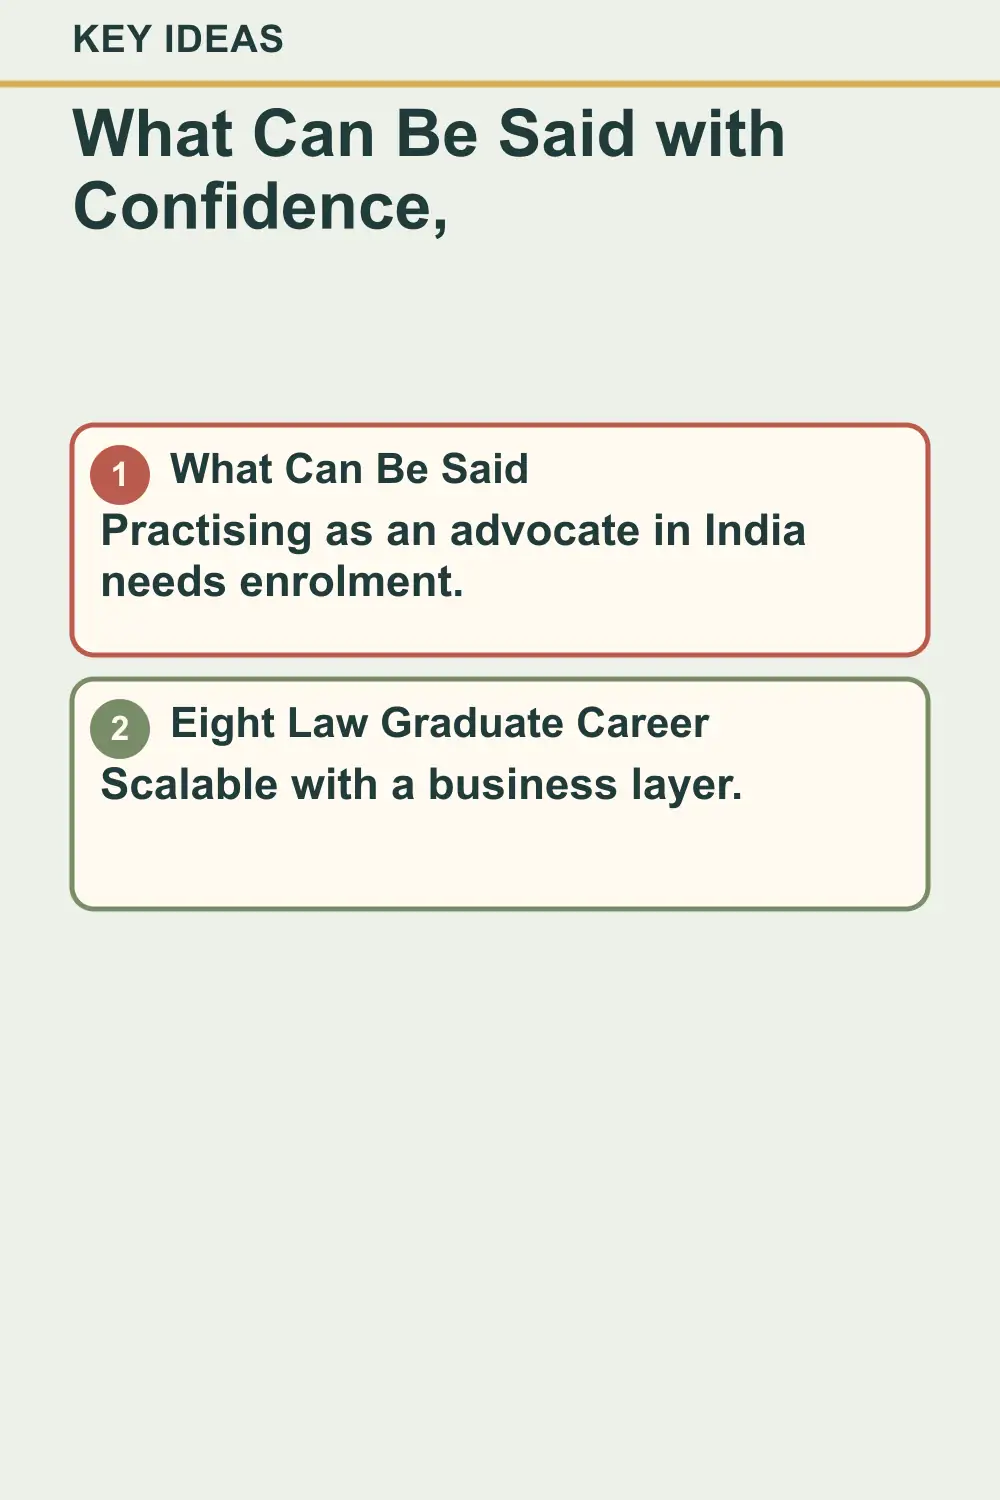 KEY IDEAS
What Can Be Said with
Confidence,
1 What Can Be Said
Practising as an advocate in India
needs enrolment.
2 Eight Law Graduate Career
Scalable with a business layer.